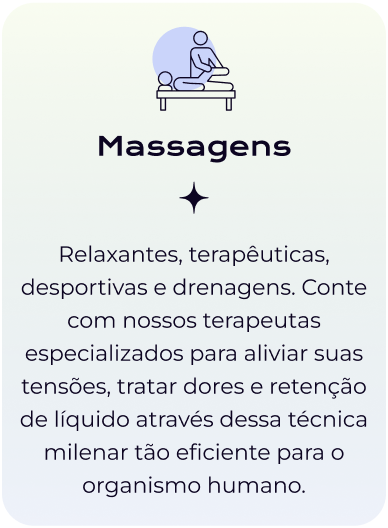 Massagens
Relaxantes, terapêuticas,
desportivas e drenagens. Conte
com nossos terapeutas
especializados para aliviar suas
tensões, tratar dores e retenção
de líquido através dessa técnica
milenar tão eficiente para o
organismo humano.